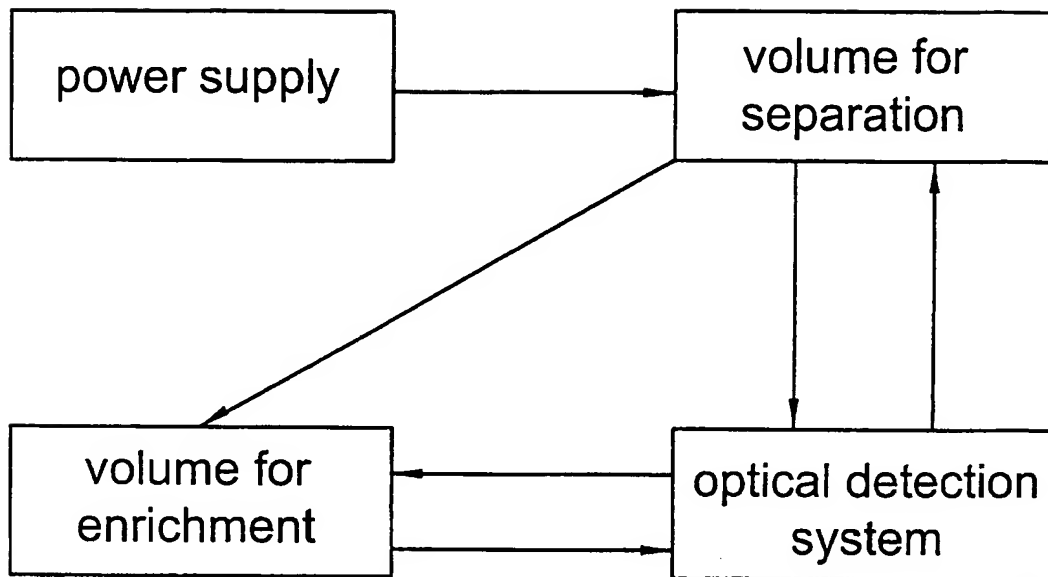 power supply
volume for
separation
volume for
enrichment
optical detection
system